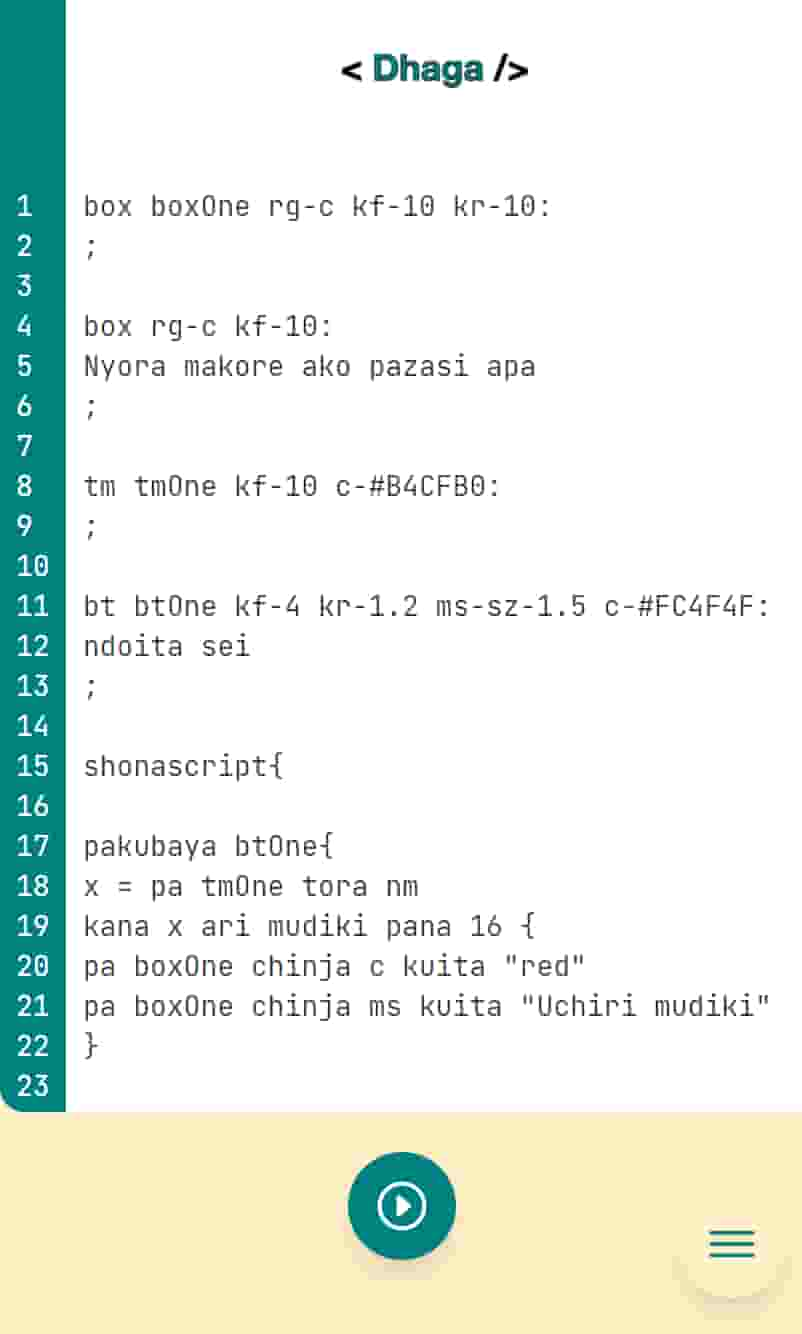 < Dhaga />
1 box boxOne rg-c kf-10 kr-10:
2 ;
3
4 box rg-c kf-10:
5 Nyora makore ako pazasi apa
6 ;
7
8 tm tmOne kf-10 c-#B4CFB0:
9 ;
10
11 bt btOne kf-4 kr-1.2 ms-sz-1.5 c-#FC4F4F:
12 ndoita sei
13 ;
14
15 shonascript{
16
17 pakubaya btOne{
18 x = pa tmOne tora nm
19 kana x ari mudiki pana 16 {
20 pa boxOne chinja c kuita "red"
21 pa boxOne chinja ms kuita "Uchiri mudiki"
22 }
23